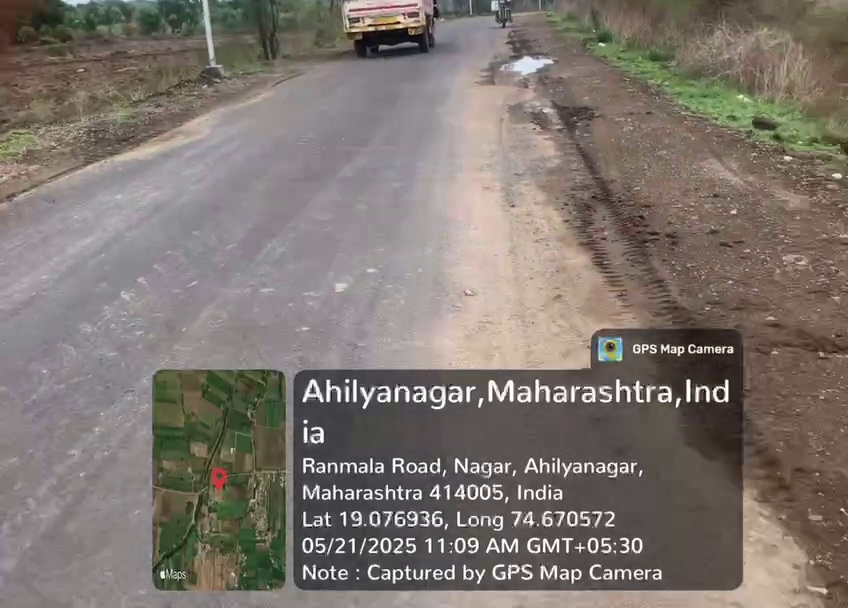 GPS Map Camera
Ahilyanagar,Maharashtra,Ind
ia
Ranmala Road, Nagar, Ahilyanagar,
Maharashtra 414005, India
Lat 19.076936, Long 74.670572
05/21/2025 11:09 AM GMT+05:30
Note : Captured by GPS Map Camera
Maps